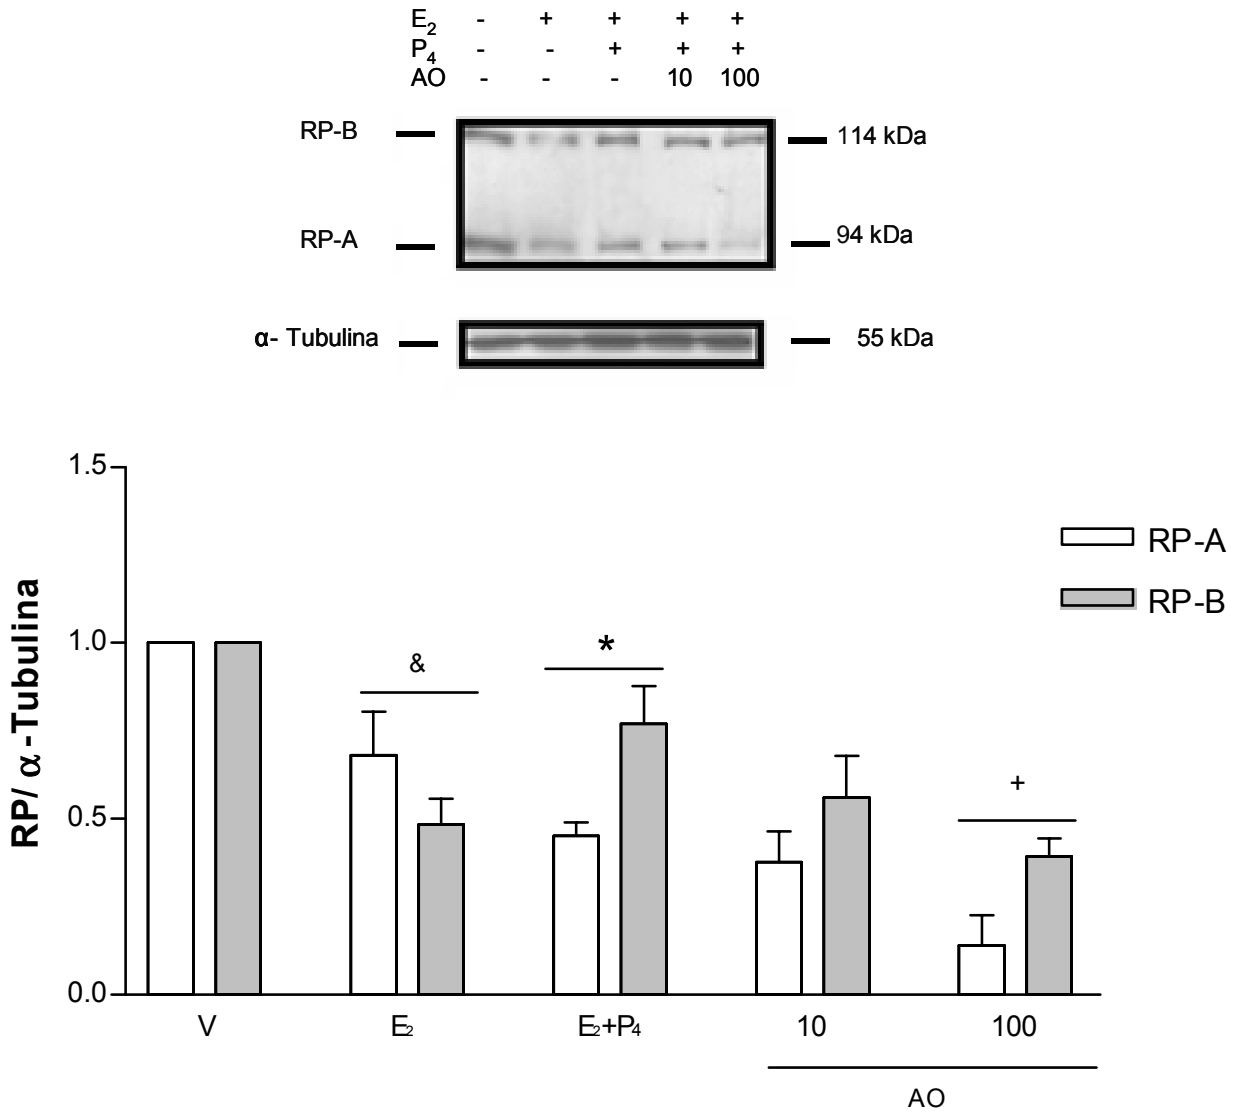 E₂ - + + + +
P₄ - - + + +
AO - - - 10 100
RP-B 114 kDa
RP-A 94 kDa
α- Tubulina 55 kDa
1.5
1.0
0.5
0.0
RP/ α-Tubulina
RP-A
RP-B
&
*
+
V E₂ E₂+P₄ 10 100
AO